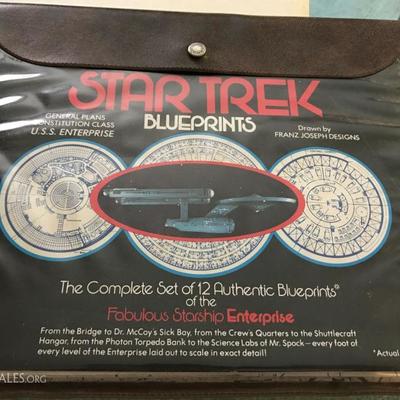 STAR TREK
BLUEPRINTS
GENERAL PLANS
CONSTITUTION CLASS
U.S.S. ENTERPRISE
Drawn by
FRANZ JOSEPH DESIGNS
The Complete Set of 12 Authentic Blueprints*
of the
Fabulous Starship Enterprise
From the Bridge to Dr. McCoy's Sick Bay, from the Crew's Quarters to the Shuttlecraft
Hangar, from the Photon Torpedo Bank to the Science Labs of Mr. Spock—every foot of
every level of the Enterprise laid out to scale in exact detail!
*Actual
ALES.ORG